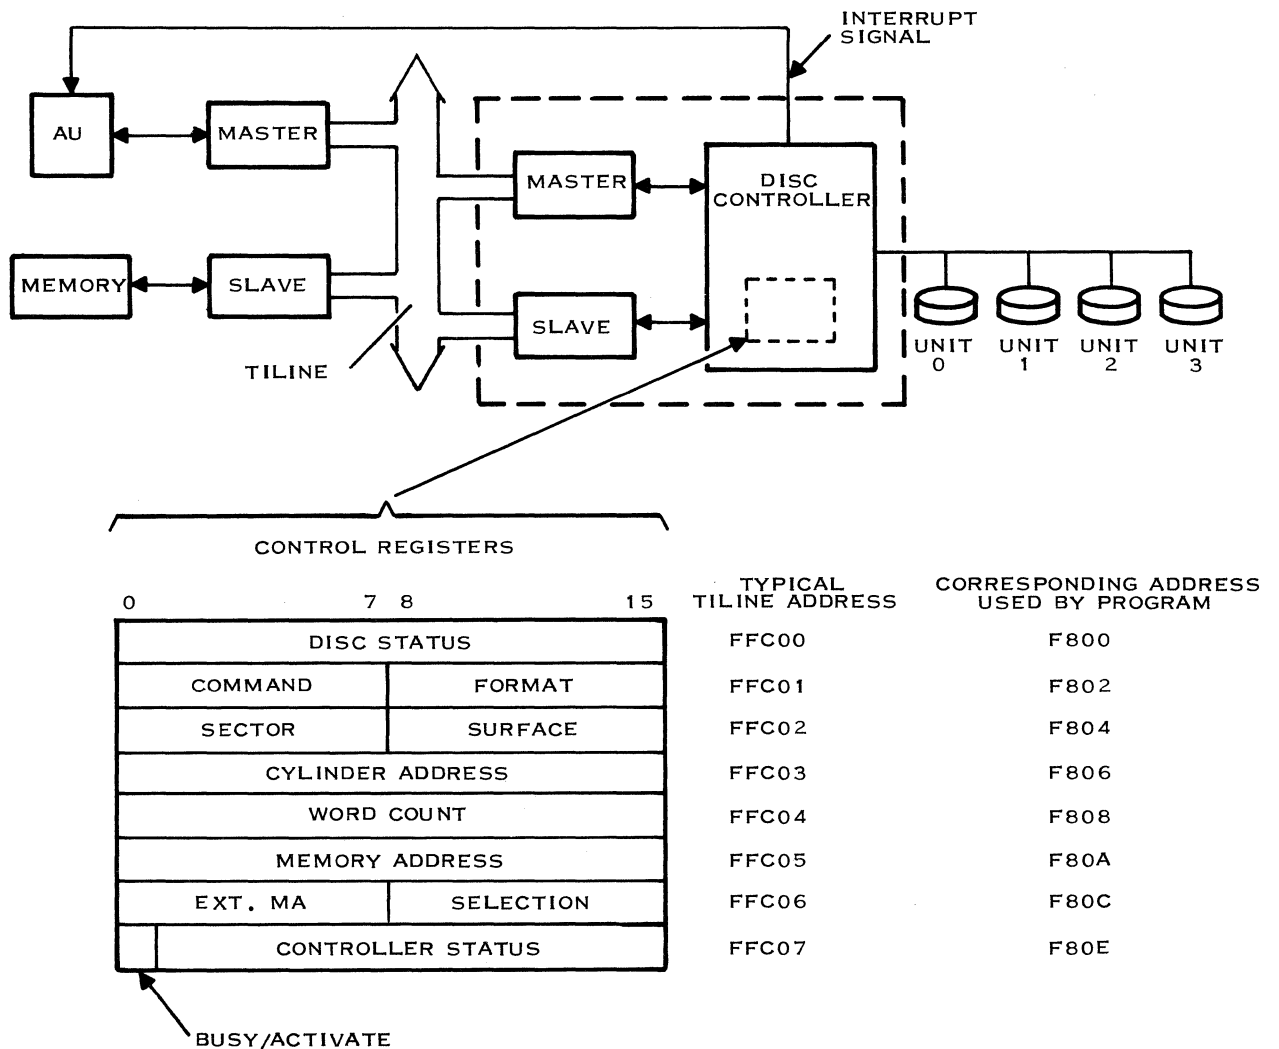 INTERRUPT
SIGNAL
AU
MASTER
MASTER
DISC
CONTROLLER
MEMORY
SLAVE
SLAVE
TILINE
UNIT
0
UNIT
1
UNIT
2
UNIT
3
CONTROL REGISTERS
0 7 8 15
TYPICAL
TILINE ADDRESS
CORRESPONDING ADDRESS
USED BY PROGRAM
DISC STATUS FFC00 F800
COMMAND FORMAT FFC01 F802
SECTOR SURFACE FFC02 F804
CYLINDER ADDRESS FFC03 F806
WORD COUNT FFC04 F808
MEMORY ADDRESS FFC05 F80A
EXT. MA SELECTION FFC06 F80C
CONTROLLER STATUS FFC07 F80E
BUSY/ACTIVATE